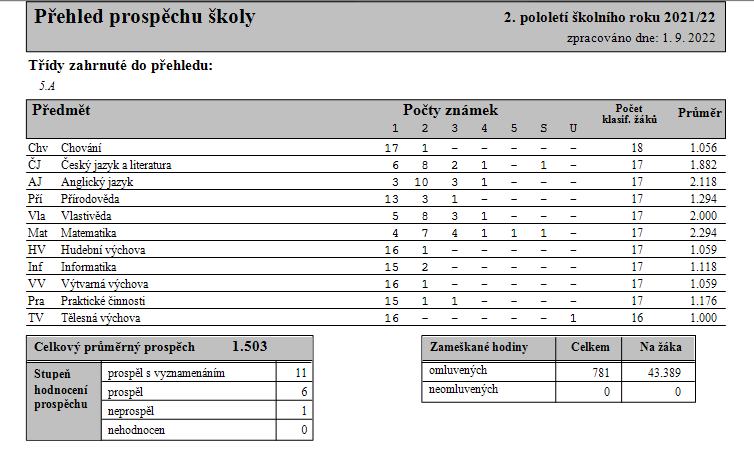 Přehled prospěchu školy 2. pololetí školního roku 2021/22
zpracováno dne: 1. 9. 2022
Třídy zahrnuté do přehledu:
5.A
Předmět Počty známek Počet klasif. žáků Průměr
1 2 3 4 5 S U
Chv Chování 17 1 – – – – – 18 1.056
ČJ Český jazyk a literatura 6 8 2 1 – 1 – 17 1.882
AJ Anglický jazyk 3 10 3 1 – – – 17 2.118
Pří Přírodověda 13 3 1 – – – – 17 1.294
Vla Vlastivěda 5 8 3 1 – – – 17 2.000
Mat Matematika 4 7 4 1 1 1 – 17 2.294
HV Hudební výchova 16 1 – – – – – 17 1.059
Inf Informatika 15 2 – – – – – 17 1.118
VV Výtvarná výchova 16 1 – – – – – 17 1.059
Pra Praktické činnosti 15 1 1 – – – – 17 1.176
TV Tělesná výchova 16 – – – – – 1 16 1.000
Celkový průměrný prospěch 1.503
Stupeň hodnocení prospěchu
prospěl s vyznamenáním 11
prospěl 6
neprospěl 1
nehodnocen 0
Zameškané hodiny Celkem Na žáka
omluvených 781 43.389
neomluvených 0 0